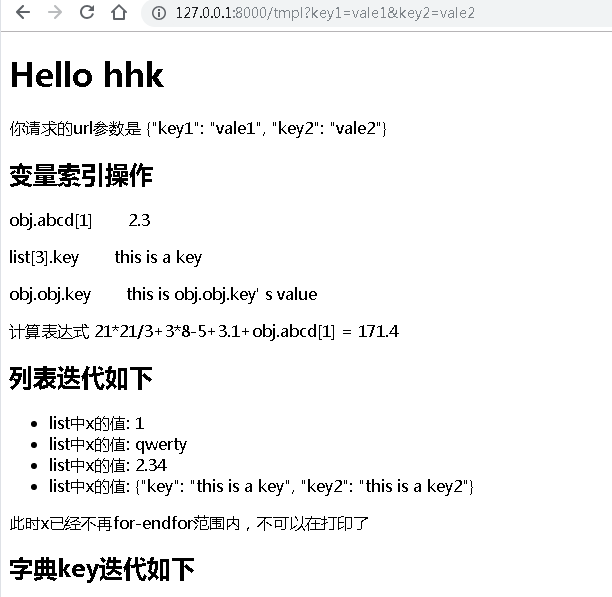 127.0.0.1:8000/tmpl?key1=vale1&key2=vale2
Hello hhk
你请求的url参数是 {"key1": "vale1", "key2": "vale2"}
变量索引操作
obj.abcd[1] 2.3
list[3].key this is a key
obj.obj.key this is obj.obj.key' s value
计算表达式 21*21/3+3*8-5+3.1+obj.abcd[1] = 171.4
列表迭代如下
• list中x的值: 1
• list中x的值: qwerty
• list中x的值: 2.34
• list中x的值: {"key": "this is a key", "key2": "this is a key2"}
此时x已经不再for-endfor范围内，不可以在打印了
字典key迭代如下